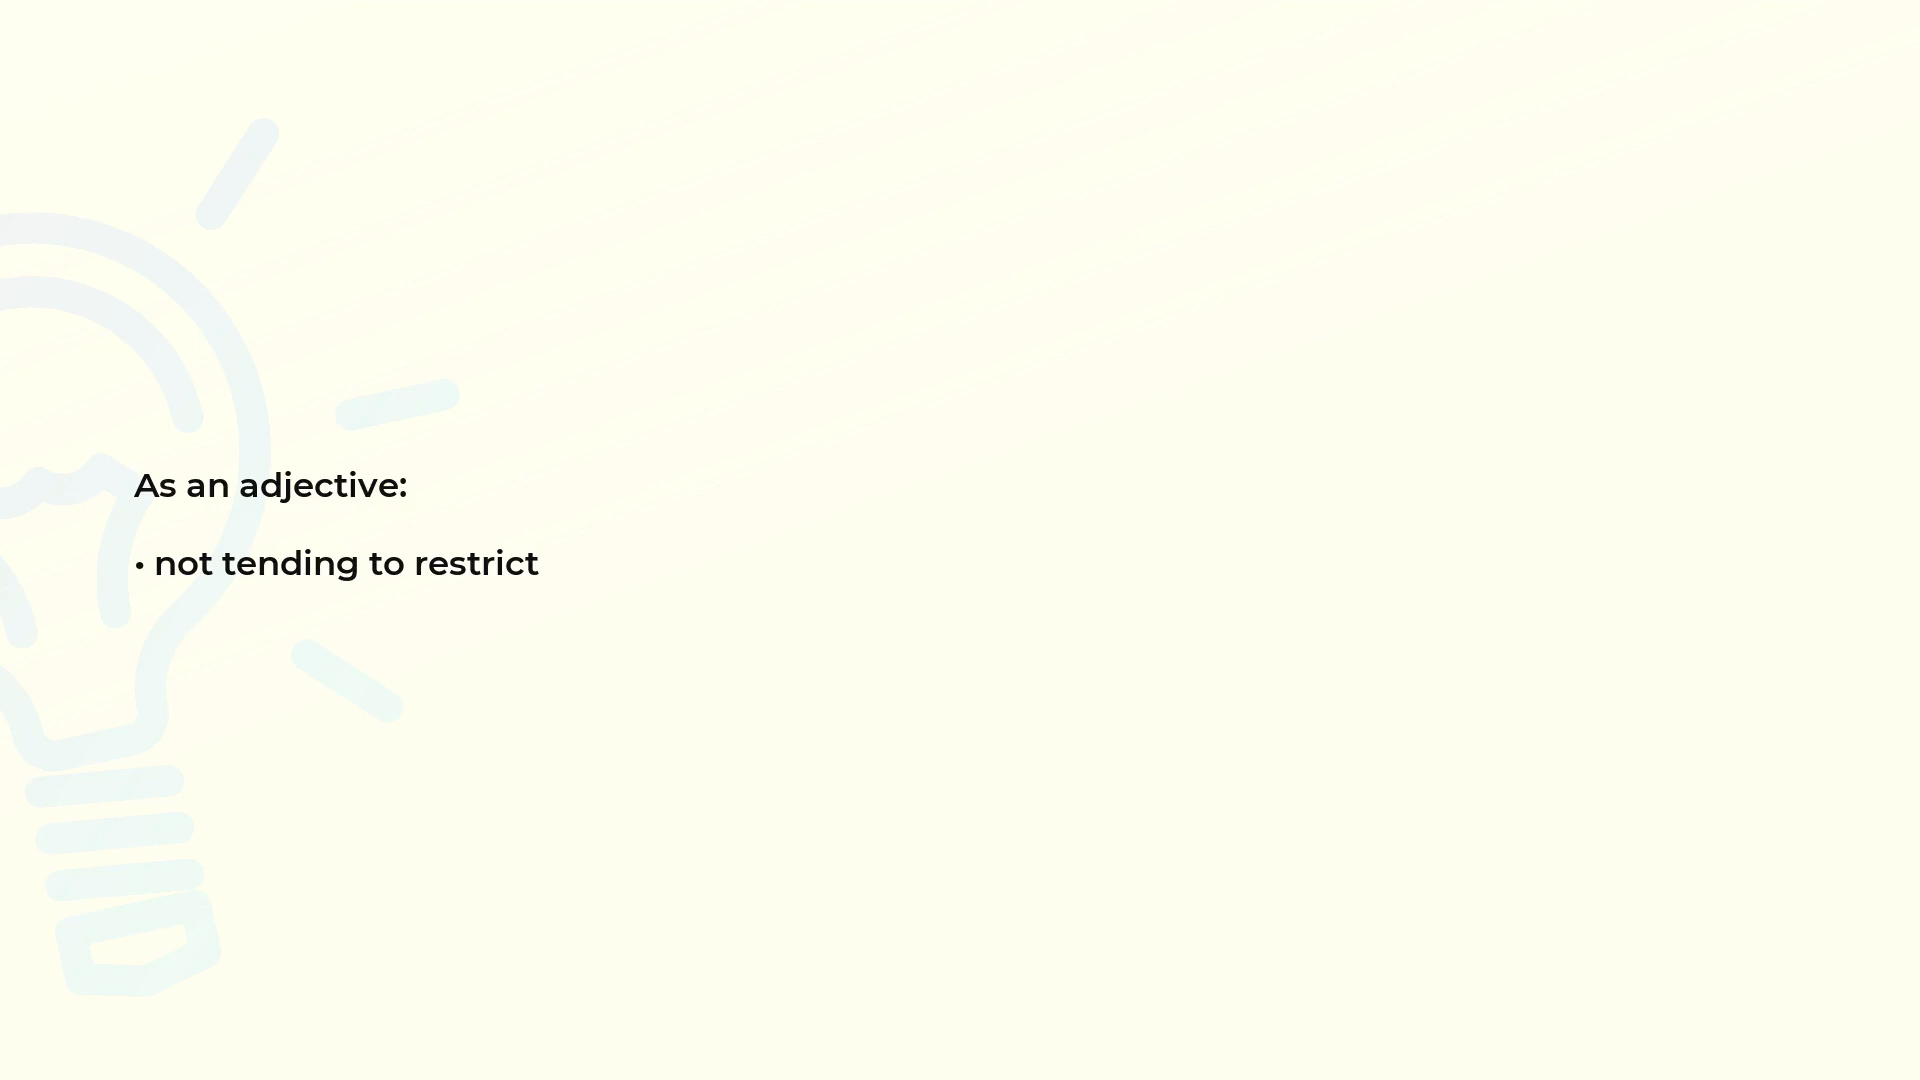 As an adjective:
• not tending to restrict